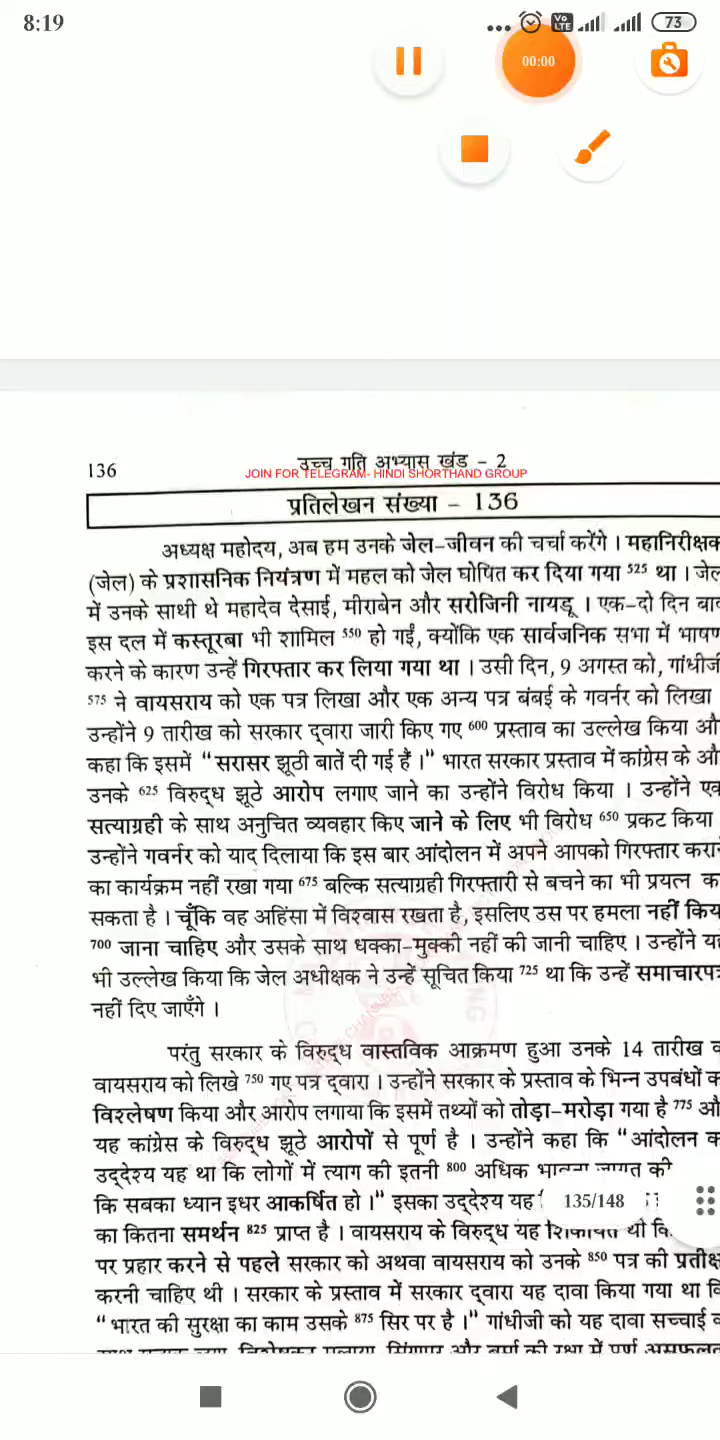 8:19
... Vo LTE 73
00:00
136 उच्च गति अभ्यास खंड - 2
JOIN FOR TELEGRAM- HINDI SHORTHAND GROUP
प्रतिलेखन संख्या - 136
अध्यक्ष महोदय, अब हम उनके जेल-जीवन की चर्चा करेंगे । महानिरीक्षक
(जेल) के प्रशासनिक नियंत्रण में महल को जेल घोषित कर दिया गया 525 था । जेल
में उनके साथी थे महादेव देसाई, मीराबेन और सरोजिनी नायडू । एक-दो दिन बाद
इस दल में कस्तूरबा भी शामिल 550 हो गईं, क्योंकि एक सार्वजनिक सभा में भाषण
करने के कारण उन्हें गिरफ्तार कर लिया गया था । उसी दिन, 9 अगस्त को, गांधीजी
575 ने वायसराय को एक पत्र लिखा और एक अन्य पत्र बंबई के गवर्नर को लिखा
उन्होंने 9 तारीख को सरकार द्वारा जारी किए गए 600 प्रस्ताव का उल्लेख किया औ
कहा कि इसमें "सरासर झूठी बातें दी गई हैं ।" भारत सरकार प्रस्ताव में कांग्रेस के औ
उनके 625 विरुद्ध झूठे आरोप लगाए जाने का उन्होंने विरोध किया । उन्होंने एक
सत्याग्रही के साथ अनुचित व्यवहार किए जाने के लिए भी विरोध 650 प्रकट किया
उन्होंने गवर्नर को याद दिलाया कि इस बार आंदोलन में अपने आपको गिरफ्तार कराने
का कार्यक्रम नहीं रखा गया 675 बल्कि सत्याग्रही गिरफ्तारी से बचने का भी प्रयत्न क
सकता है । चूँकि वह अहिंसा में विश्वास रखता है, इसलिए उस पर हमला नहीं किय
700 जाना चाहिए और उसके साथ धक्का-मुक्की नहीं की जानी चाहिए । उन्होंने यह
भी उल्लेख किया कि जेल अधीक्षक ने उन्हें सूचित किया 725 था कि उन्हें समाचारपत्र
नहीं दिए जाएँगे ।
परंतु सरकार के विरुद्ध वास्तविक आक्रमण हुआ उनके 14 तारीख व
वायसराय को लिखे 750 गए पत्र द्वारा । उन्होंने सरकार के प्रस्ताव के भिन्न उपबंधों क
विश्लेषण किया और आरोप लगाया कि इसमें तथ्यों को तोड़ा-मरोड़ा गया है 775 औ
यह कांग्रेस के विरुद्ध झूठे आरोपों से पूर्ण है । उन्होंने कहा कि "आंदोलन क
उद्देश्य यह था कि लोगों में त्याग की इतनी 800 अधिक भावना जागृत की
कि सबका ध्यान इधर आकर्षित हो ।" इसका उद्देश्य यह
135/148
का कितना समर्थन 825 प्राप्त है । वायसराय के विरुद्ध यह शिकायत थी कि
पर प्रहार करने से पहले सरकार को अथवा वायसराय को उनके 850 पत्र की प्रतीक्ष
करनी चाहिए थी । सरकार के प्रस्ताव में सरकार द्वारा यह दावा किया गया था कि
"भारत की सुरक्षा का काम उसके 875 सिर पर है ।" गांधीजी को यह दावा सच्चाई क
विशेषकर मलाया, सिंगापुर और बर्मा की रक्षा में पूर्ण असफलत